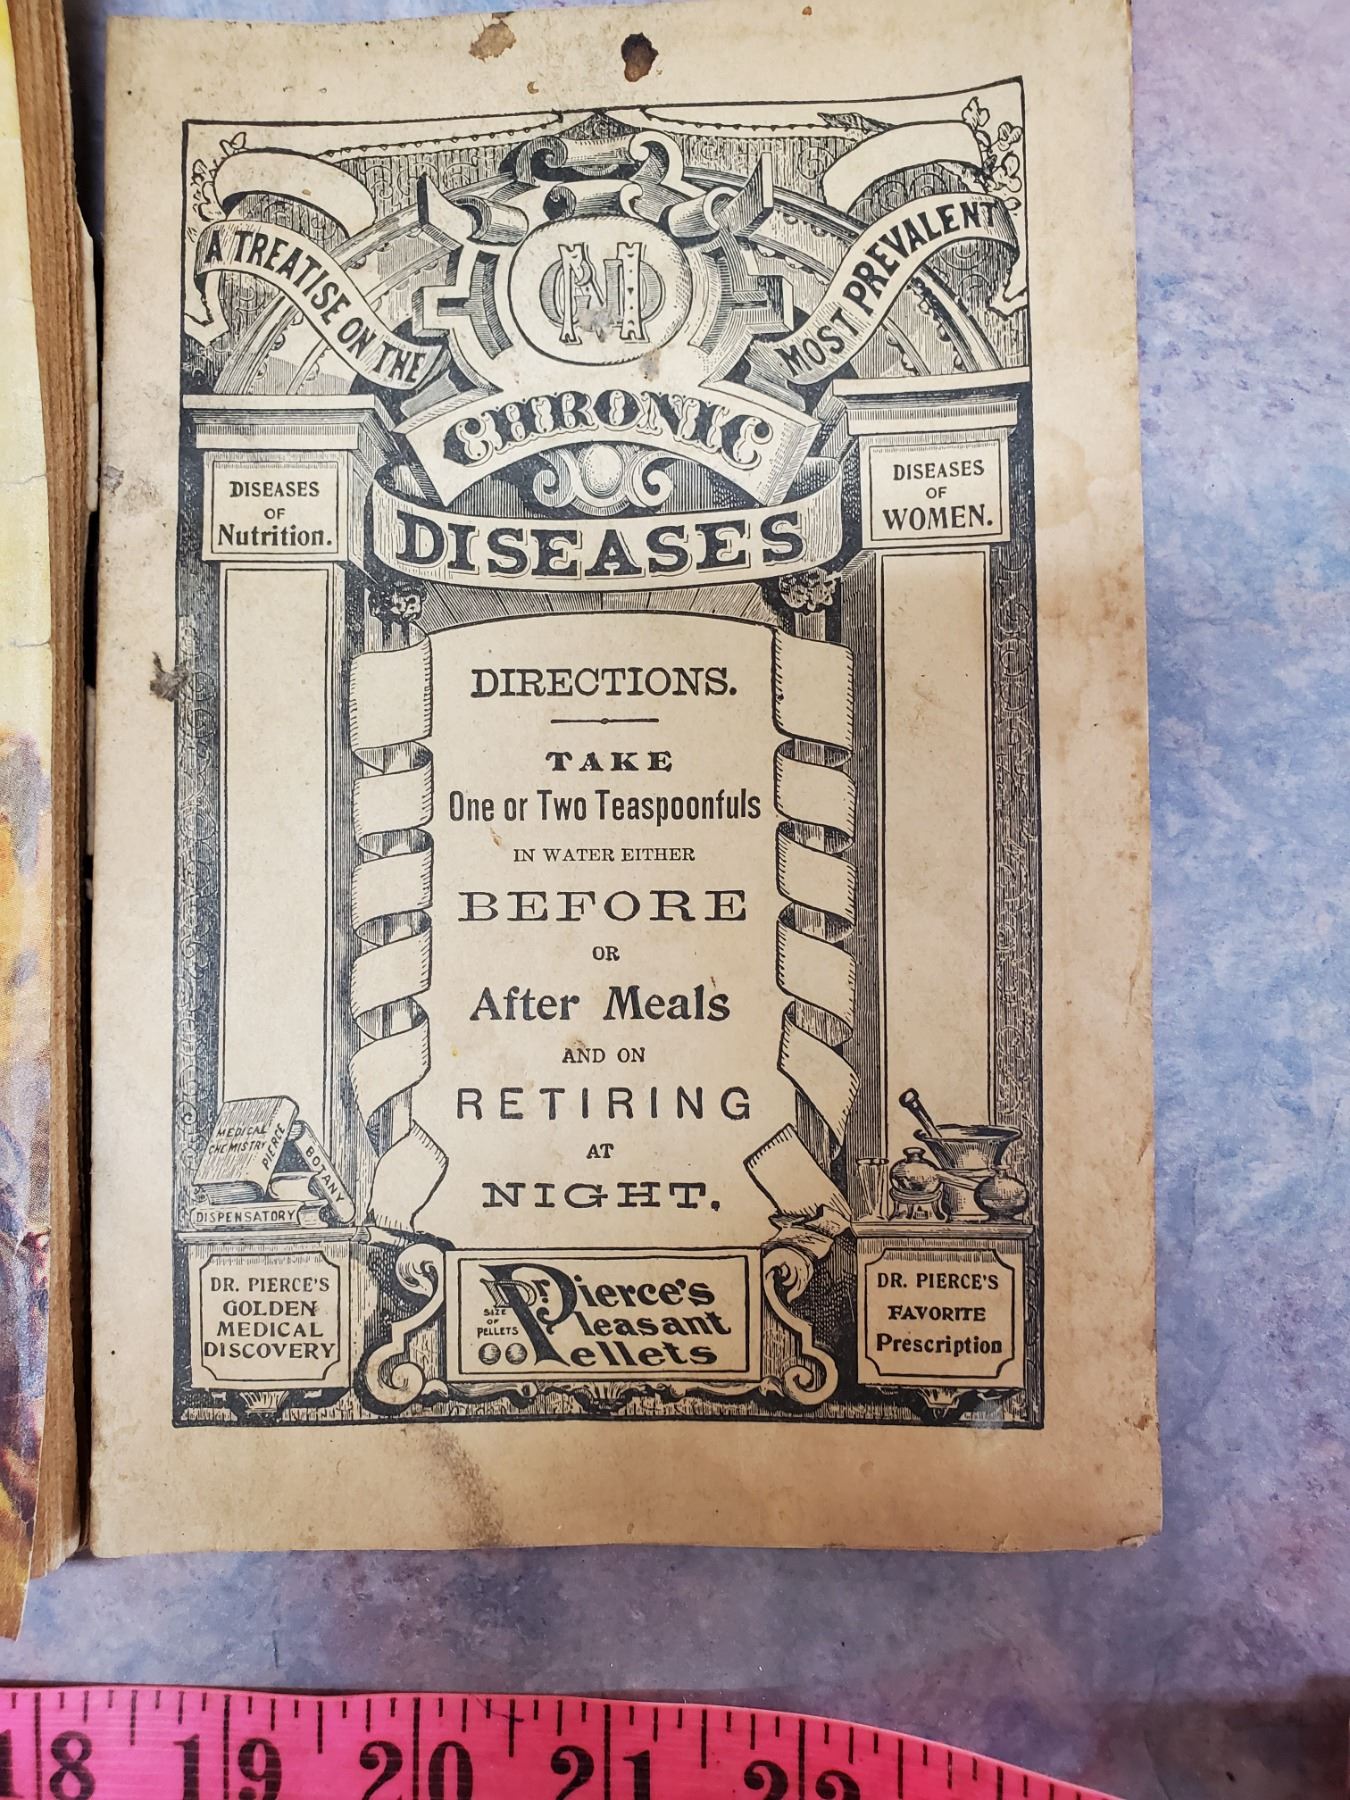 A TREATISE ON THE
MOST PREVALENT
CHRONIC
DISEASES
DISEASES
OF
Nutrition.
DISEASES
OF
WOMEN.
DIRECTIONS.
TAKE
One or Two Teaspoonfuls
IN WATER EITHER
BEFORE
OR
After Meals
AND ON
RETIRING
AT
NIGHT.
MEDICAL
CHEMISTRY
PIERCE
BOTANY
DISPENSATORY
DR. PIERCE'S
GOLDEN
MEDICAL
DISCOVERY
Dr. Pierce's
Pleasant
Pellets
SIZE
OF
PELLETS
DR. PIERCE'S
FAVORITE
Prescription
18 19 20 21 22